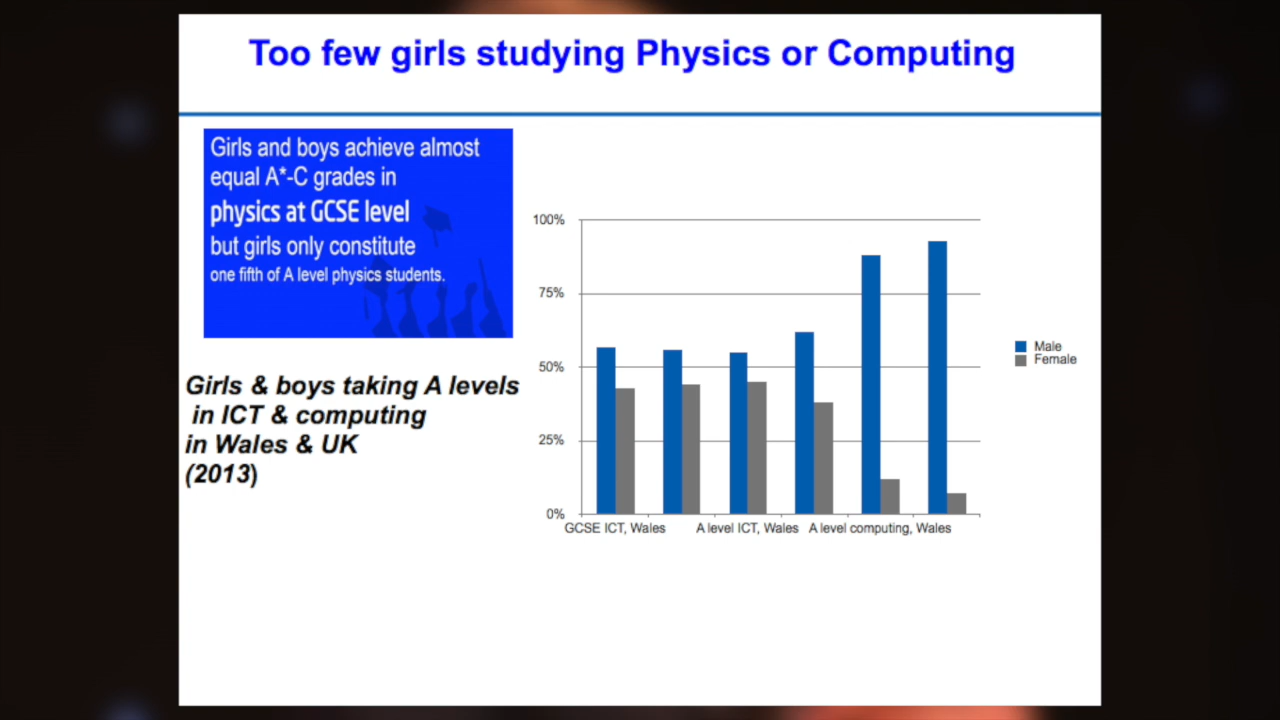 Too few girls studying Physics or Computing
Girls and boys achieve almost
equal A*-C grades in
physics at GCSE level
but girls only constitute
one fifth of A level physics students.
Girls & boys taking A levels
in ICT & computing
in Wales & UK
(2013)
100%
75%
50%
25%
0%
GCSE ICT, Wales
A level ICT, Wales
A level computing, Wales
Male
Female